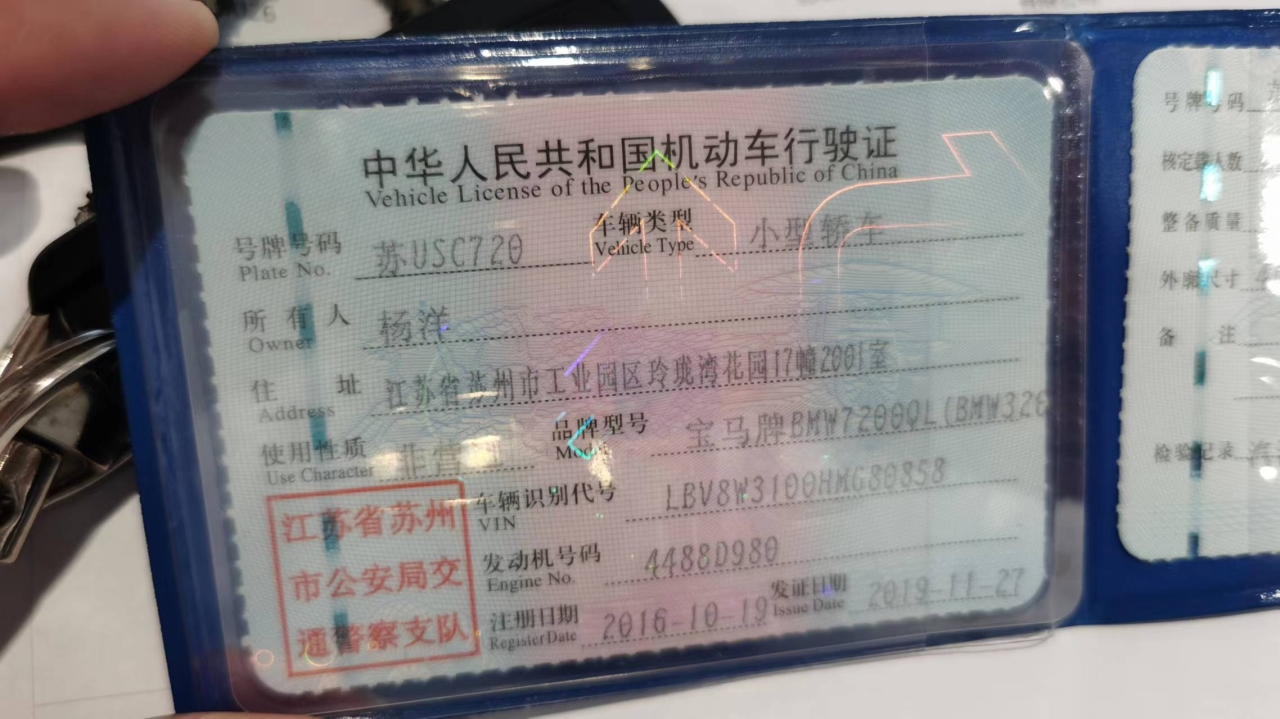 中华人民共和国机动车行驶证
Vehicle License of the People's Republic of China
号牌号码 苏USC720 车辆类型 小型轿车
Plate No. Vehicle Type
所有人 杨洋
Owner
住址 江苏省苏州市工业园区玲珑湾花园17幢2001室
Address
使用性质 非营运 品牌型号 宝马牌BMW7200QL(BMW320
Use Character Model
车辆识别代号 LBV8W3100HMG80858
VIN
发动机号码 4488D980
Engine No.
注册日期 2016-10-19 发证日期 2019-11-27
Register Date Issue Date
江苏省苏州
市公安局交
通警察支队
号牌号码
核定载人数
整备质量
外廓尺寸
备注
检验记录